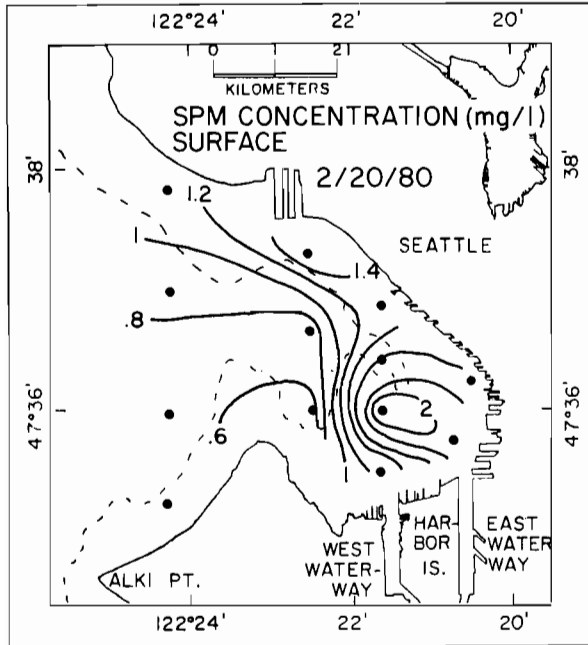 122°24' 22' 20'
0 1 21
KILOMETERS
SPM CONCENTRATION (mg/l)
SURFACE
2/20/80
38' 38'
1.2
SEATTLE
1
1.4
.8
47°36' 47°36'
2
.6
1
WEST
WATER-
WAY
HAR-
BOR
IS.
EAST
WATER
WAY
ALKI PT.
122°24' 22' 20'